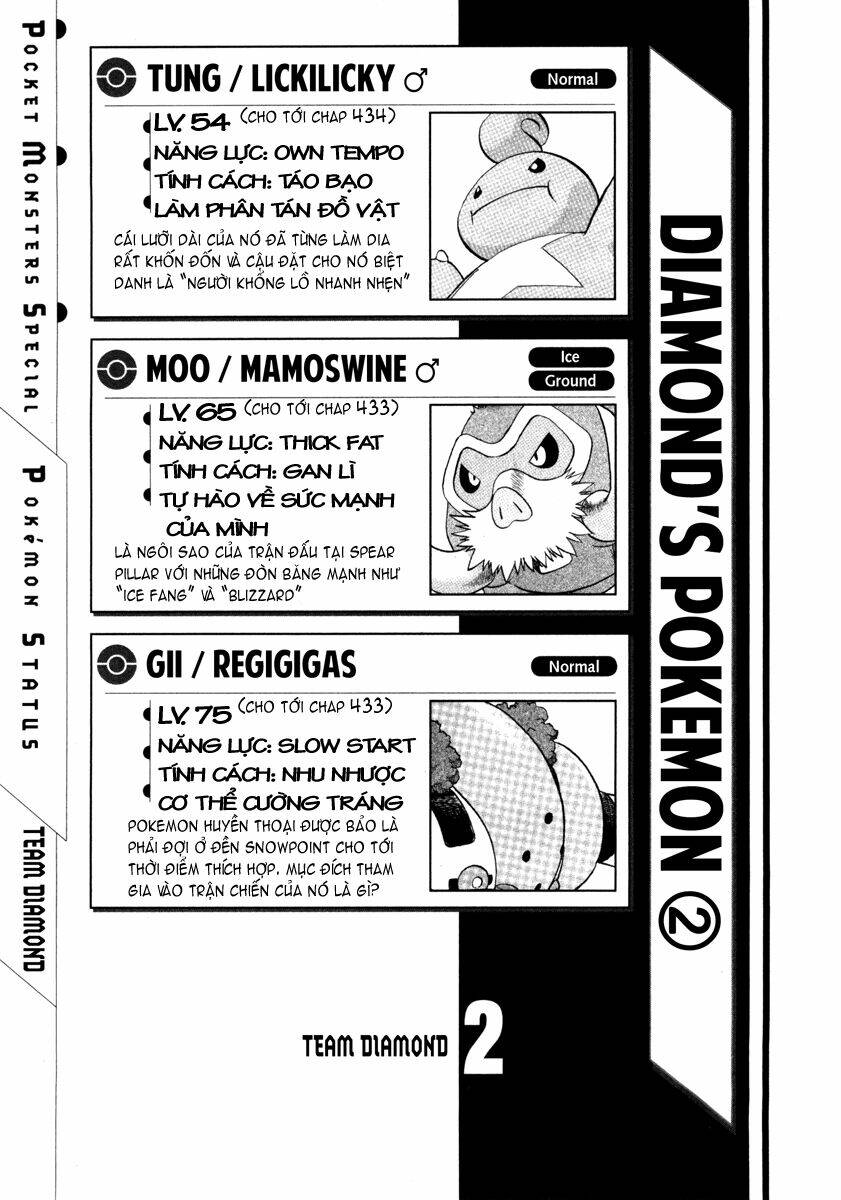 POCKET MONSTERS SPECIAL
POKéMON STATUS
TEAM DIAMOND
TUNG / LICKILICKY ♂
Normal
LV. 54 (CHO TỚI CHAP 434)
NĂNG LỰC: OWN TEMPO
TÍNH CÁCH: TÁO BẠO
LÀM PHÂN TÁN ĐỒ VẬT
CÁI LƯỠI DÀI CỦA NÓ ĐÃ TỪNG LÀM DIA
RẤT KHỐN ĐỐN VÀ CẬU ĐẶT CHO NÓ BIỆT
DANH LÀ "NGƯỜI KHỔNG LỒ NHANH NHẸN"
MOO / MAMOSWINE ♂
Ice
Ground
LV. 65 (CHO TỚI CHAP 433)
NĂNG LỰC: THICK FAT
TÍNH CÁCH: GAN LÌ
TỰ HÀO VỀ SỨC MẠNH
CỦA MÌNH
LÀ NGÔI SAO CỦA TRẬN ĐẤU TẠI SPEAR
PILLAR VỚI NHỮNG ĐÒN BĂNG MẠNH NHƯ
"ICE FANG" VÀ "BLIZZARD"
GII / REGIGIGAS
Normal
LV. 75 (CHO TỚI CHAP 433)
NĂNG LỰC: SLOW START
TÍNH CÁCH: NHU NHƯỢC
CƠ THỂ CƯỜNG TRÁNG
POKEMON HUYỀN THOẠI ĐƯỢC BẢO LÀ
PHẢI ĐỢI Ở ĐỀN SNOWPOINT CHO TỚI
THỜI ĐIỂM THÍCH HỢP. MỤC ĐÍCH THAM
GIA VÀO TRẬN CHIẾN CỦA NÓ LÀ GÌ?
DIAMOND'S POKEMON ②
TEAM DIAMOND 2